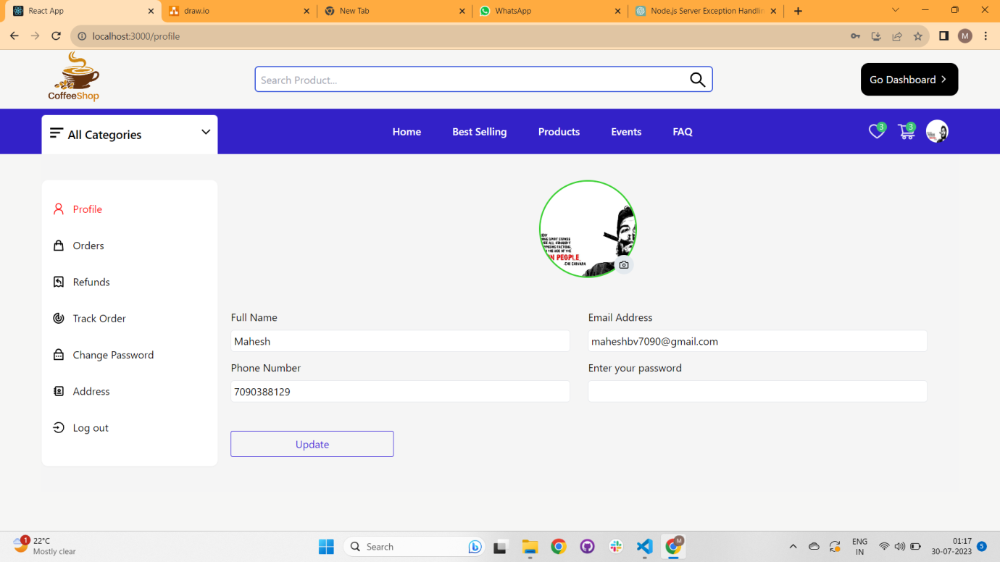 React App
draw.io
New Tab
WhatsApp
Node.js Server Exception Handlin
localhost:3000/profile
M
CoffeeShop
Search Product...
Go Dashboard
All Categories
Home
Best Selling
Products
Events
FAQ
3
3
Profile
Orders
Refunds
Track Order
Change Password
Address
Log out
ON PEOPLE.
Full Name
Mahesh
Email Address
maheshbv7090@gmail.com
Phone Number
7090388129
Enter your password
Update
1
22°C
Mostly clear
Search
M
ENG
IN
01:17
30-07-2023
5